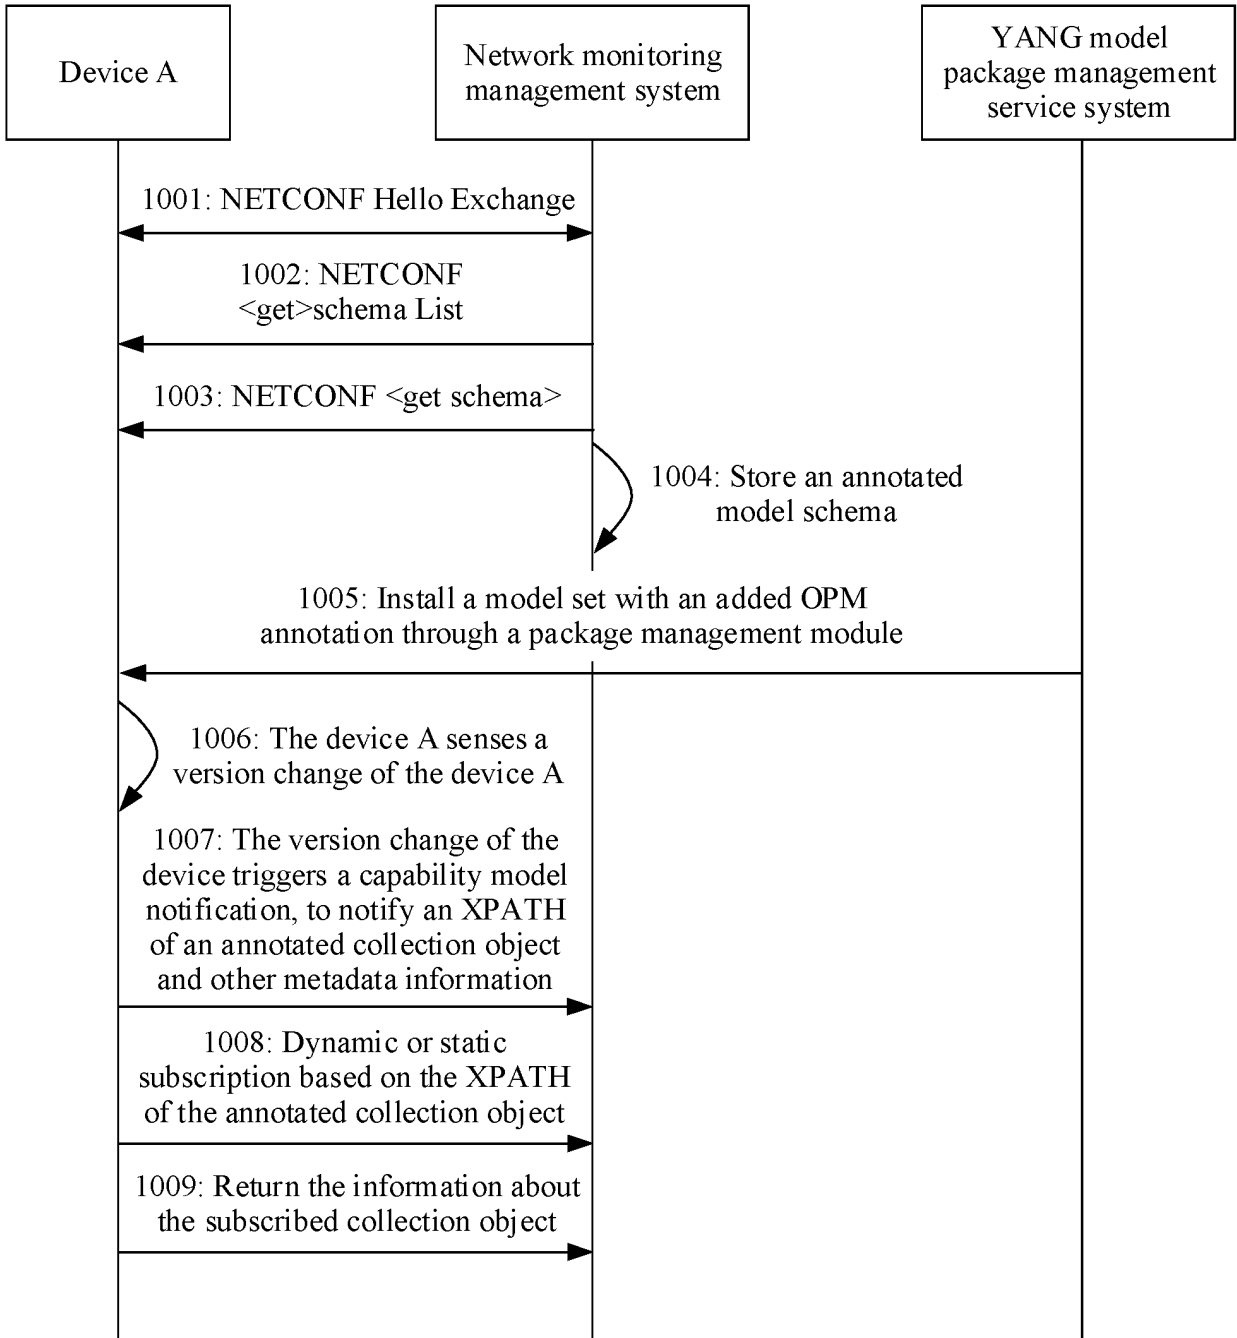 Device A
Network monitoring
management system
YANG model
package management
service system
1001: NETCONF Hello Exchange
1002: NETCONF
<get>schema List
1003: NETCONF <get schema>
1004: Store an annotated
model schema
1005: Install a model set with an added OPM
annotation through a package management module
1006: The device A senses a
version change of the device A
1007: The version change of the
device triggers a capability model
notification, to notify an XPATH
of an annotated collection object
and other metadata information
1008: Dynamic or static
subscription based on the XPATH
of the annotated collection object
1009: Return the information about
the subscribed collection object